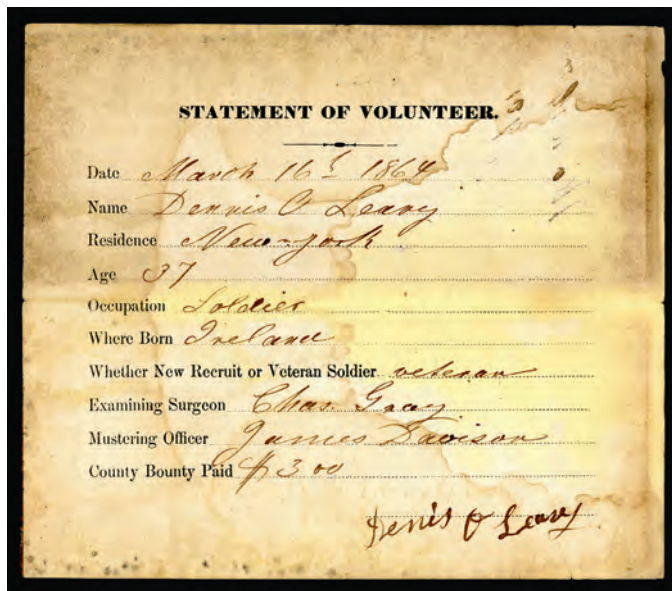 STATEMENT OF VOLUNTEER.
Date March 16th 1864
Name Dennis O Leary
Residence New-york
Age 37
Occupation Soldier
Where Born Ireland
Whether New Recruit or Veteran Soldier veteran
Examining Surgeon Chas. Gray
Mustering Officer James Davison
County Bounty Paid $300
Denis O Leary